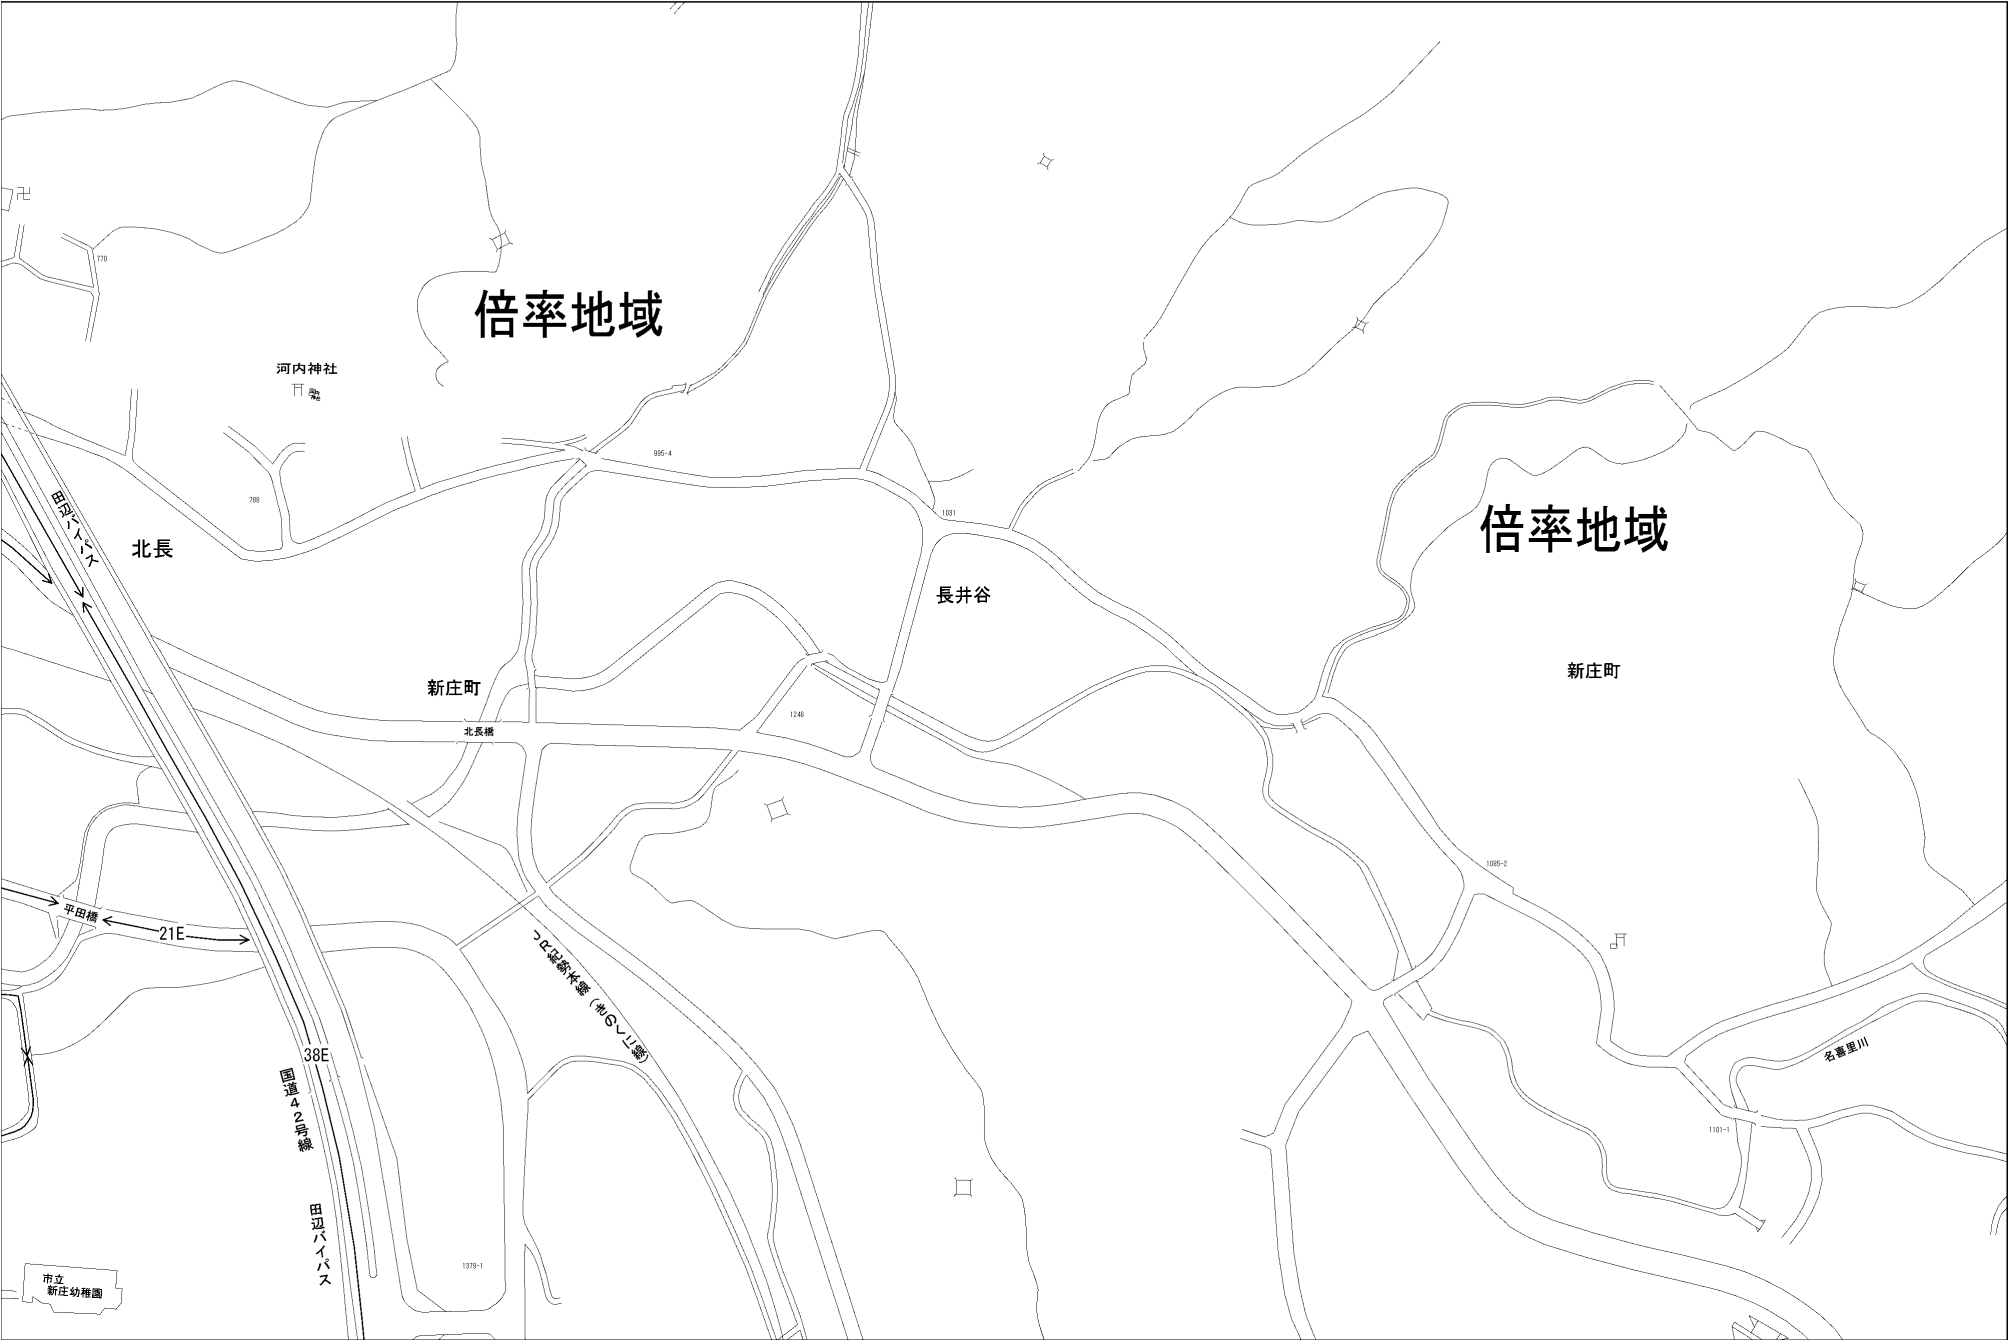 770
倍率地域
河内神社
995-4
788
田辺バイパス
1031
倍率地域
北長
長井谷
新庄町
新庄町
1246
北長橋
1085-2
平田橋
21E
JR紀勢本線(きのくに線)
38E
名喜里川
国道42号線
1101-1
田辺バイパス
1379-1
市立
新庄幼稚園